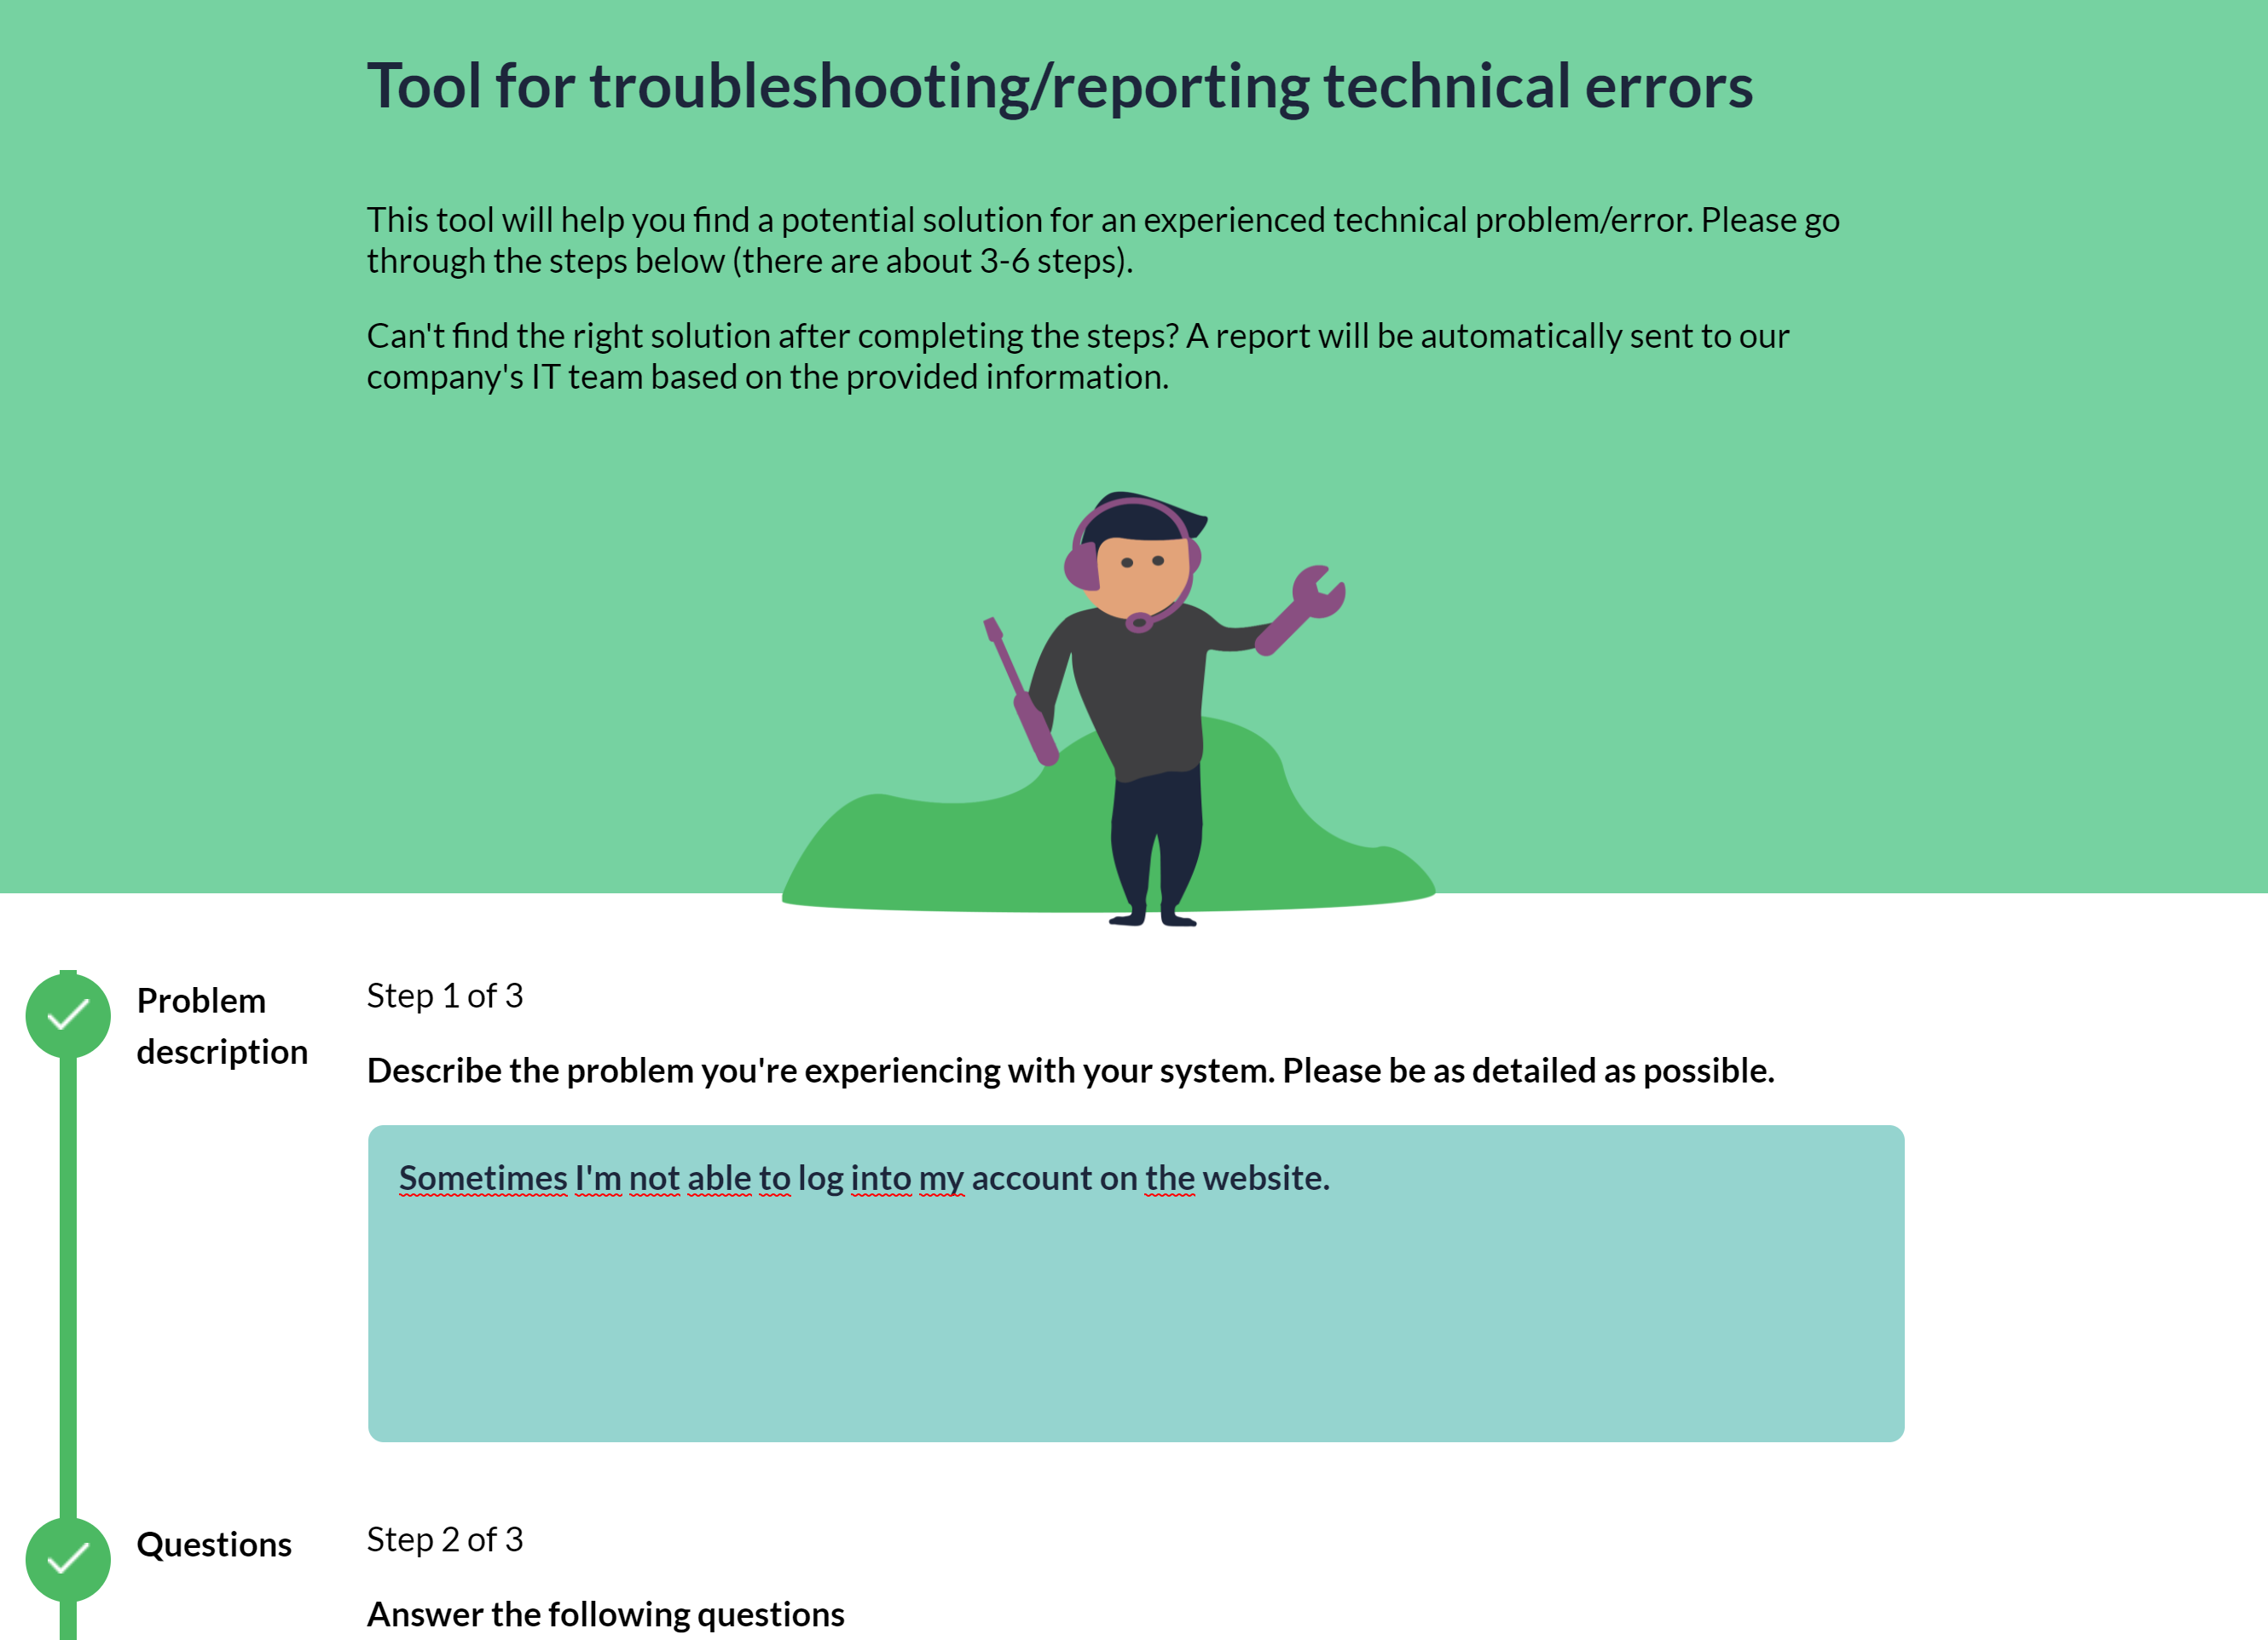 Tool for troubleshooting/reporting technical errors
This tool will help you find a potential solution for an experienced technical problem/error. Please go
through the steps below (there are about 3-6 steps).
Can't find the right solution after completing the steps? A report will be automatically sent to our
company's IT team based on the provided information.
Problem
description
Step 1 of 3
Describe the problem you're experiencing with your system. Please be as detailed as possible.
Sometimes I'm not able to log into my account on the website.
Questions
Step 2 of 3
Answer the following questions